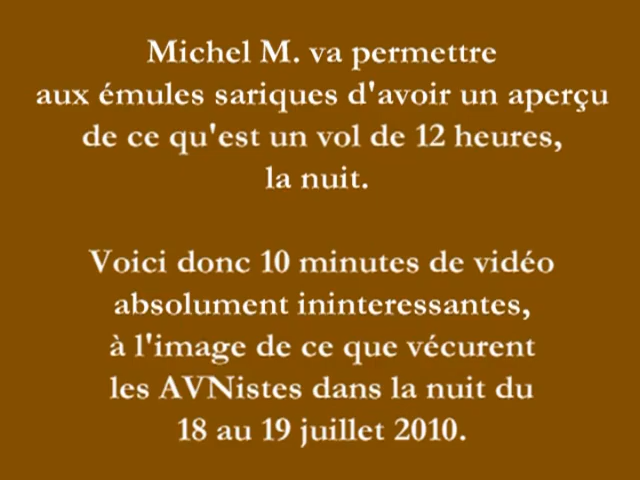 Michel M. va permettre
aux émules sariques d'avoir un aperçu
de ce qu'est un vol de 12 heures,
la nuit.
Voici donc 10 minutes de vidéo
absolument ininteressantes,
à l'image de ce que vécurent
les AVNistes dans la nuit du
18 au 19 juillet 2010.